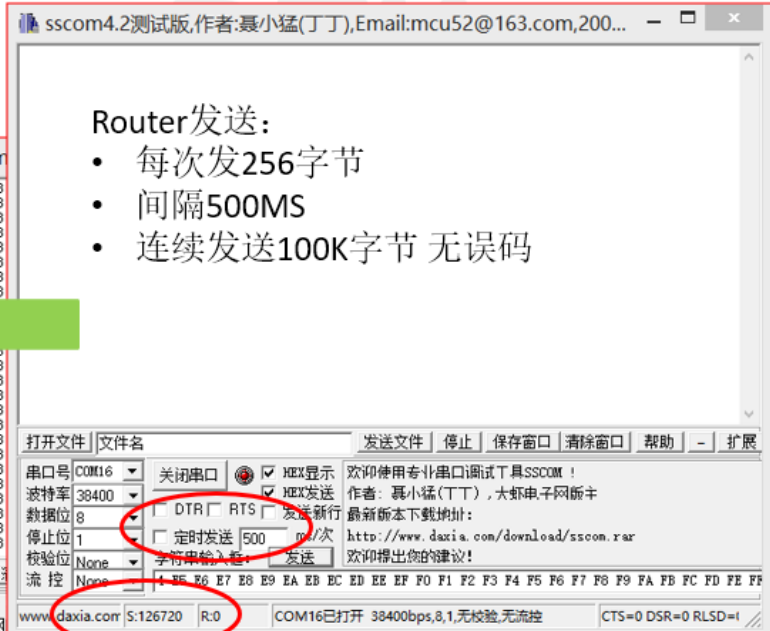 sscom4.2测试版,作者:聂小猛(丁丁),Email:mcu52@163.com,200...
Router发送：
• 每次发256字节
• 间隔500MS
• 连续发送100K字节 无误码
打开文件 文件名 发送文件 停止 保存窗口 清除窗口 帮助 - 扩展
串口号 COM16 关闭串口 HEX显示 欢迎使用专业串口调试工具SSCOM !
波特率 38400 HEX发送 作者: 聂小猛(丁丁),大虾电子网版主
数据位 8 DTR RTS 发送新行 最新版本下载地址:
停止位 1 定时发送 500 ms/次 http://www.daxia.com/download/sscom.rar
校验位 None 字符串输入框: 发送 欢迎提出您的建议!
流 控 None E5 E6 E7 E8 E9 EA EB EC ED EE EF F0 F1 F2 F3 F4 F5 F6 F7 F8 F9 FA FB FC FD FE
www.daxia.com S:126720 R:0 COM16已打开 38400bps,8,1,无校验,无流控 CTS=0 DSR=0 RLSD=